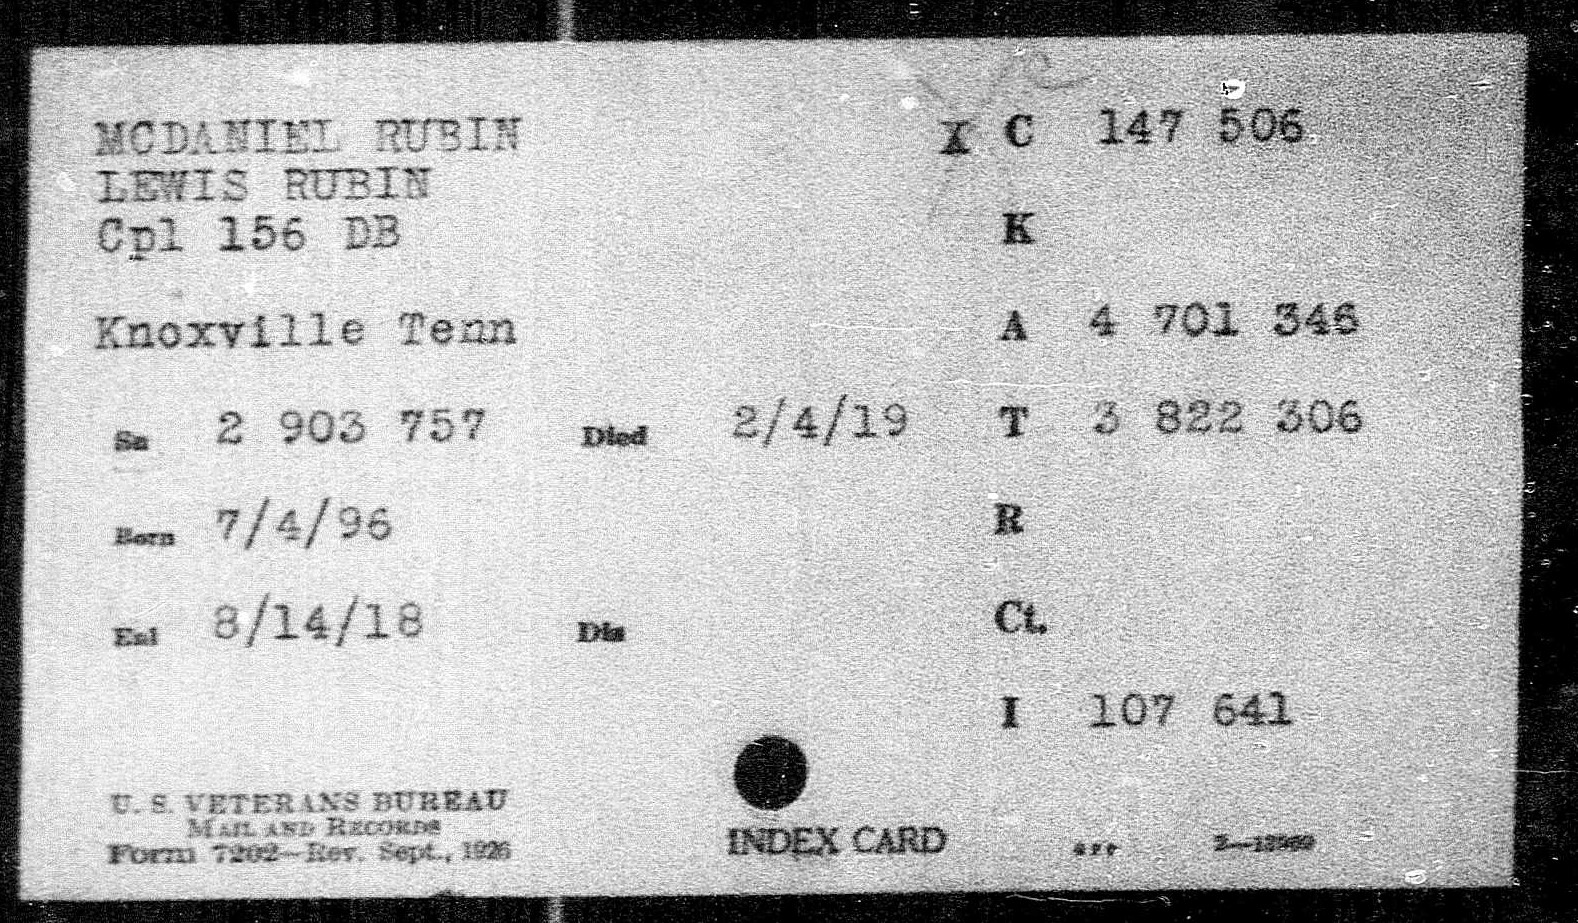 MCDANIEL RUBIN X C 147 506
LEWIS RUBIN
Cpl 156 DB K
Knoxville Tenn A 4 701 346
Sn 2 903 757 Died 2/4/19 T 3 822 306
Born 7/4/96 R
Enl 8/14/18 Dis Ct.
I 107 641
U. S. VETERANS BUREAU
MAIL AND RECORDS
Form 7202—Rev. Sept., 1926
INDEX CARD